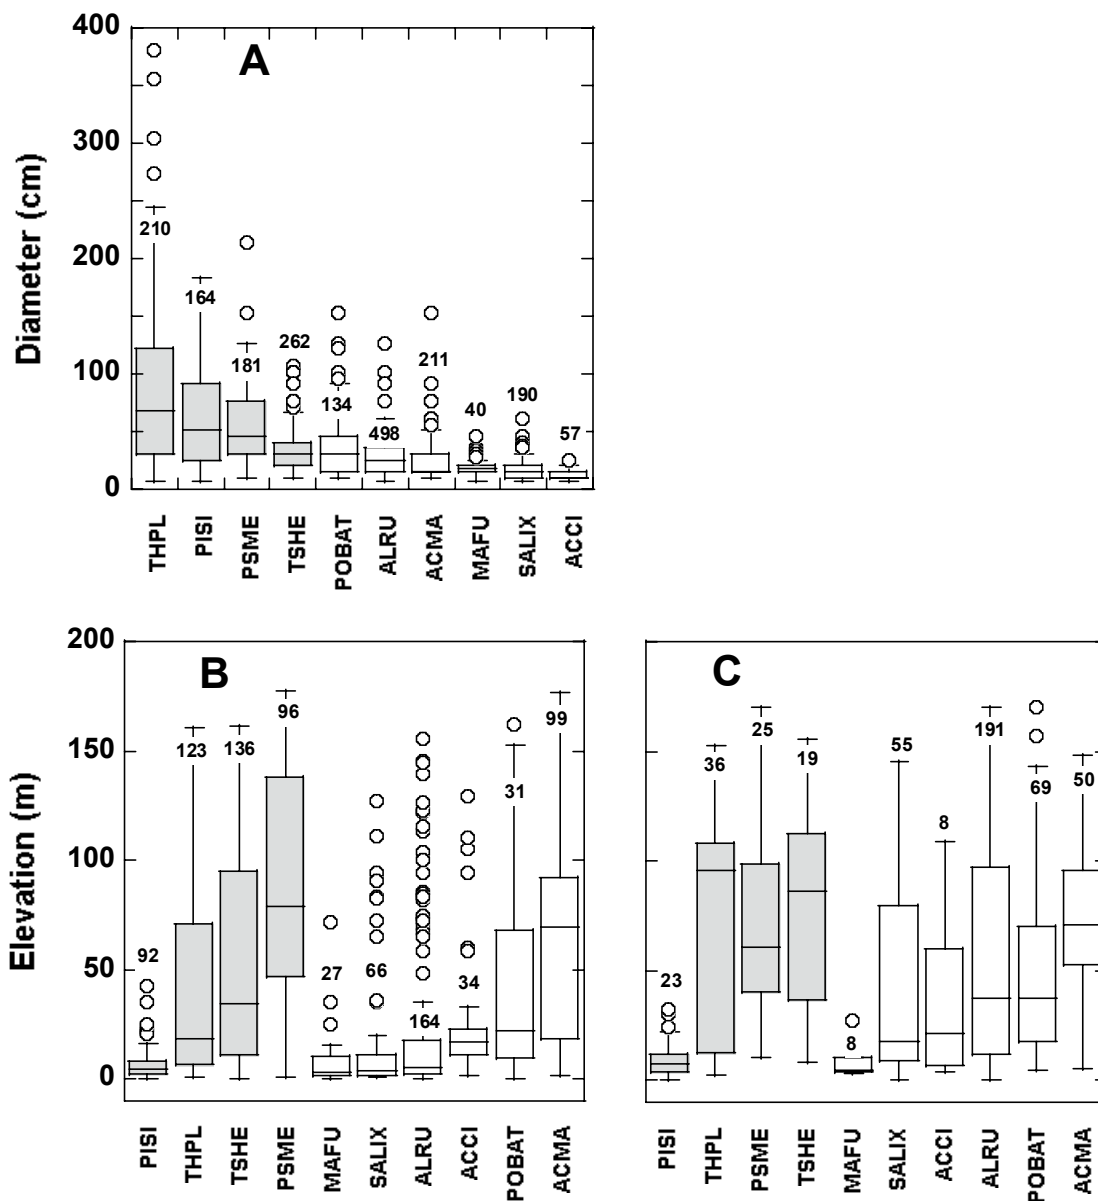 A
Diameter (cm)
400
300
200
100
0
210
164
181
262
134
498
211
40
190
57
THPL
PISI
PSME
TSHE
POBAT
ALRU
ACMA
MAFU
SALIX
ACCI
B
Elevation (m)
200
150
100
50
0
92
123
136
96
27
66
164
34
31
99
PISI
THPL
TSHE
PSME
MAFU
SALIX
ALRU
ACCI
POBAT
ACMA
C
23
36
25
19
8
55
8
191
69
50
PISI
THPL
PSME
TSHE
MAFU
SALIX
ACCI
ALRU
POBAT
ACMA